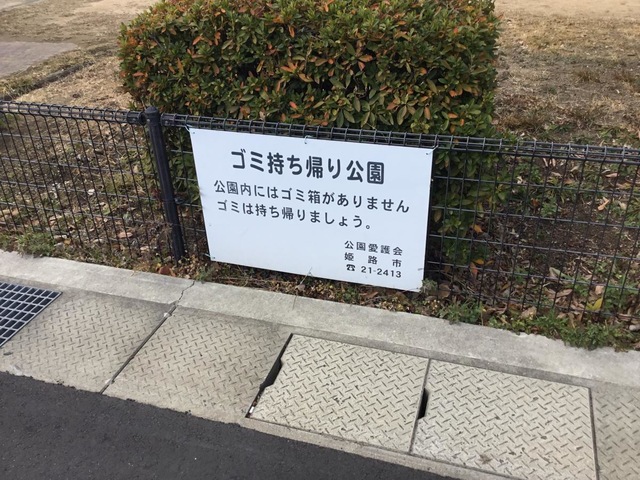 ゴミ持ち帰り公園
公園内にはゴミ箱がありません
ゴミは持ち帰りましょう。
公園愛護会
姫路市
☎21-2413